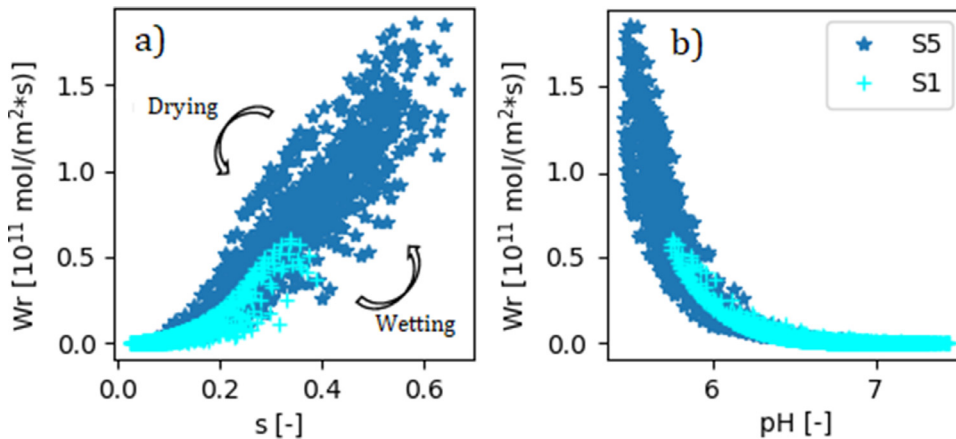 a)
Drying
Wetting
Wr [10¹¹ mol/(m²*s)]
1.5
1.0
0.5
0.0
0.0 0.2 0.4 0.6
s [-]
b)
S5
S1
Wr [10¹¹ mol/(m²*s)]
1.5
1.0
0.5
0.0
6 7
pH [-]